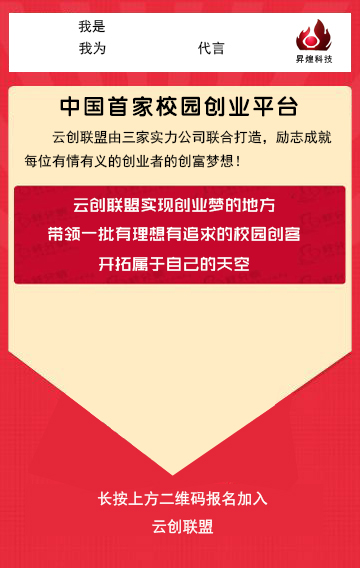 我是
我为 代言
昇煌科技
中国首家校园创业平台
云创联盟由三家实力公司联合打造，励志成就
每位有情有义的创业者的创富梦想！
云创联盟实现创业梦的地方
带领一批有理想有追求的校园创客
开拓属于自己的天空
长按上方二维码报名加入
云创联盟